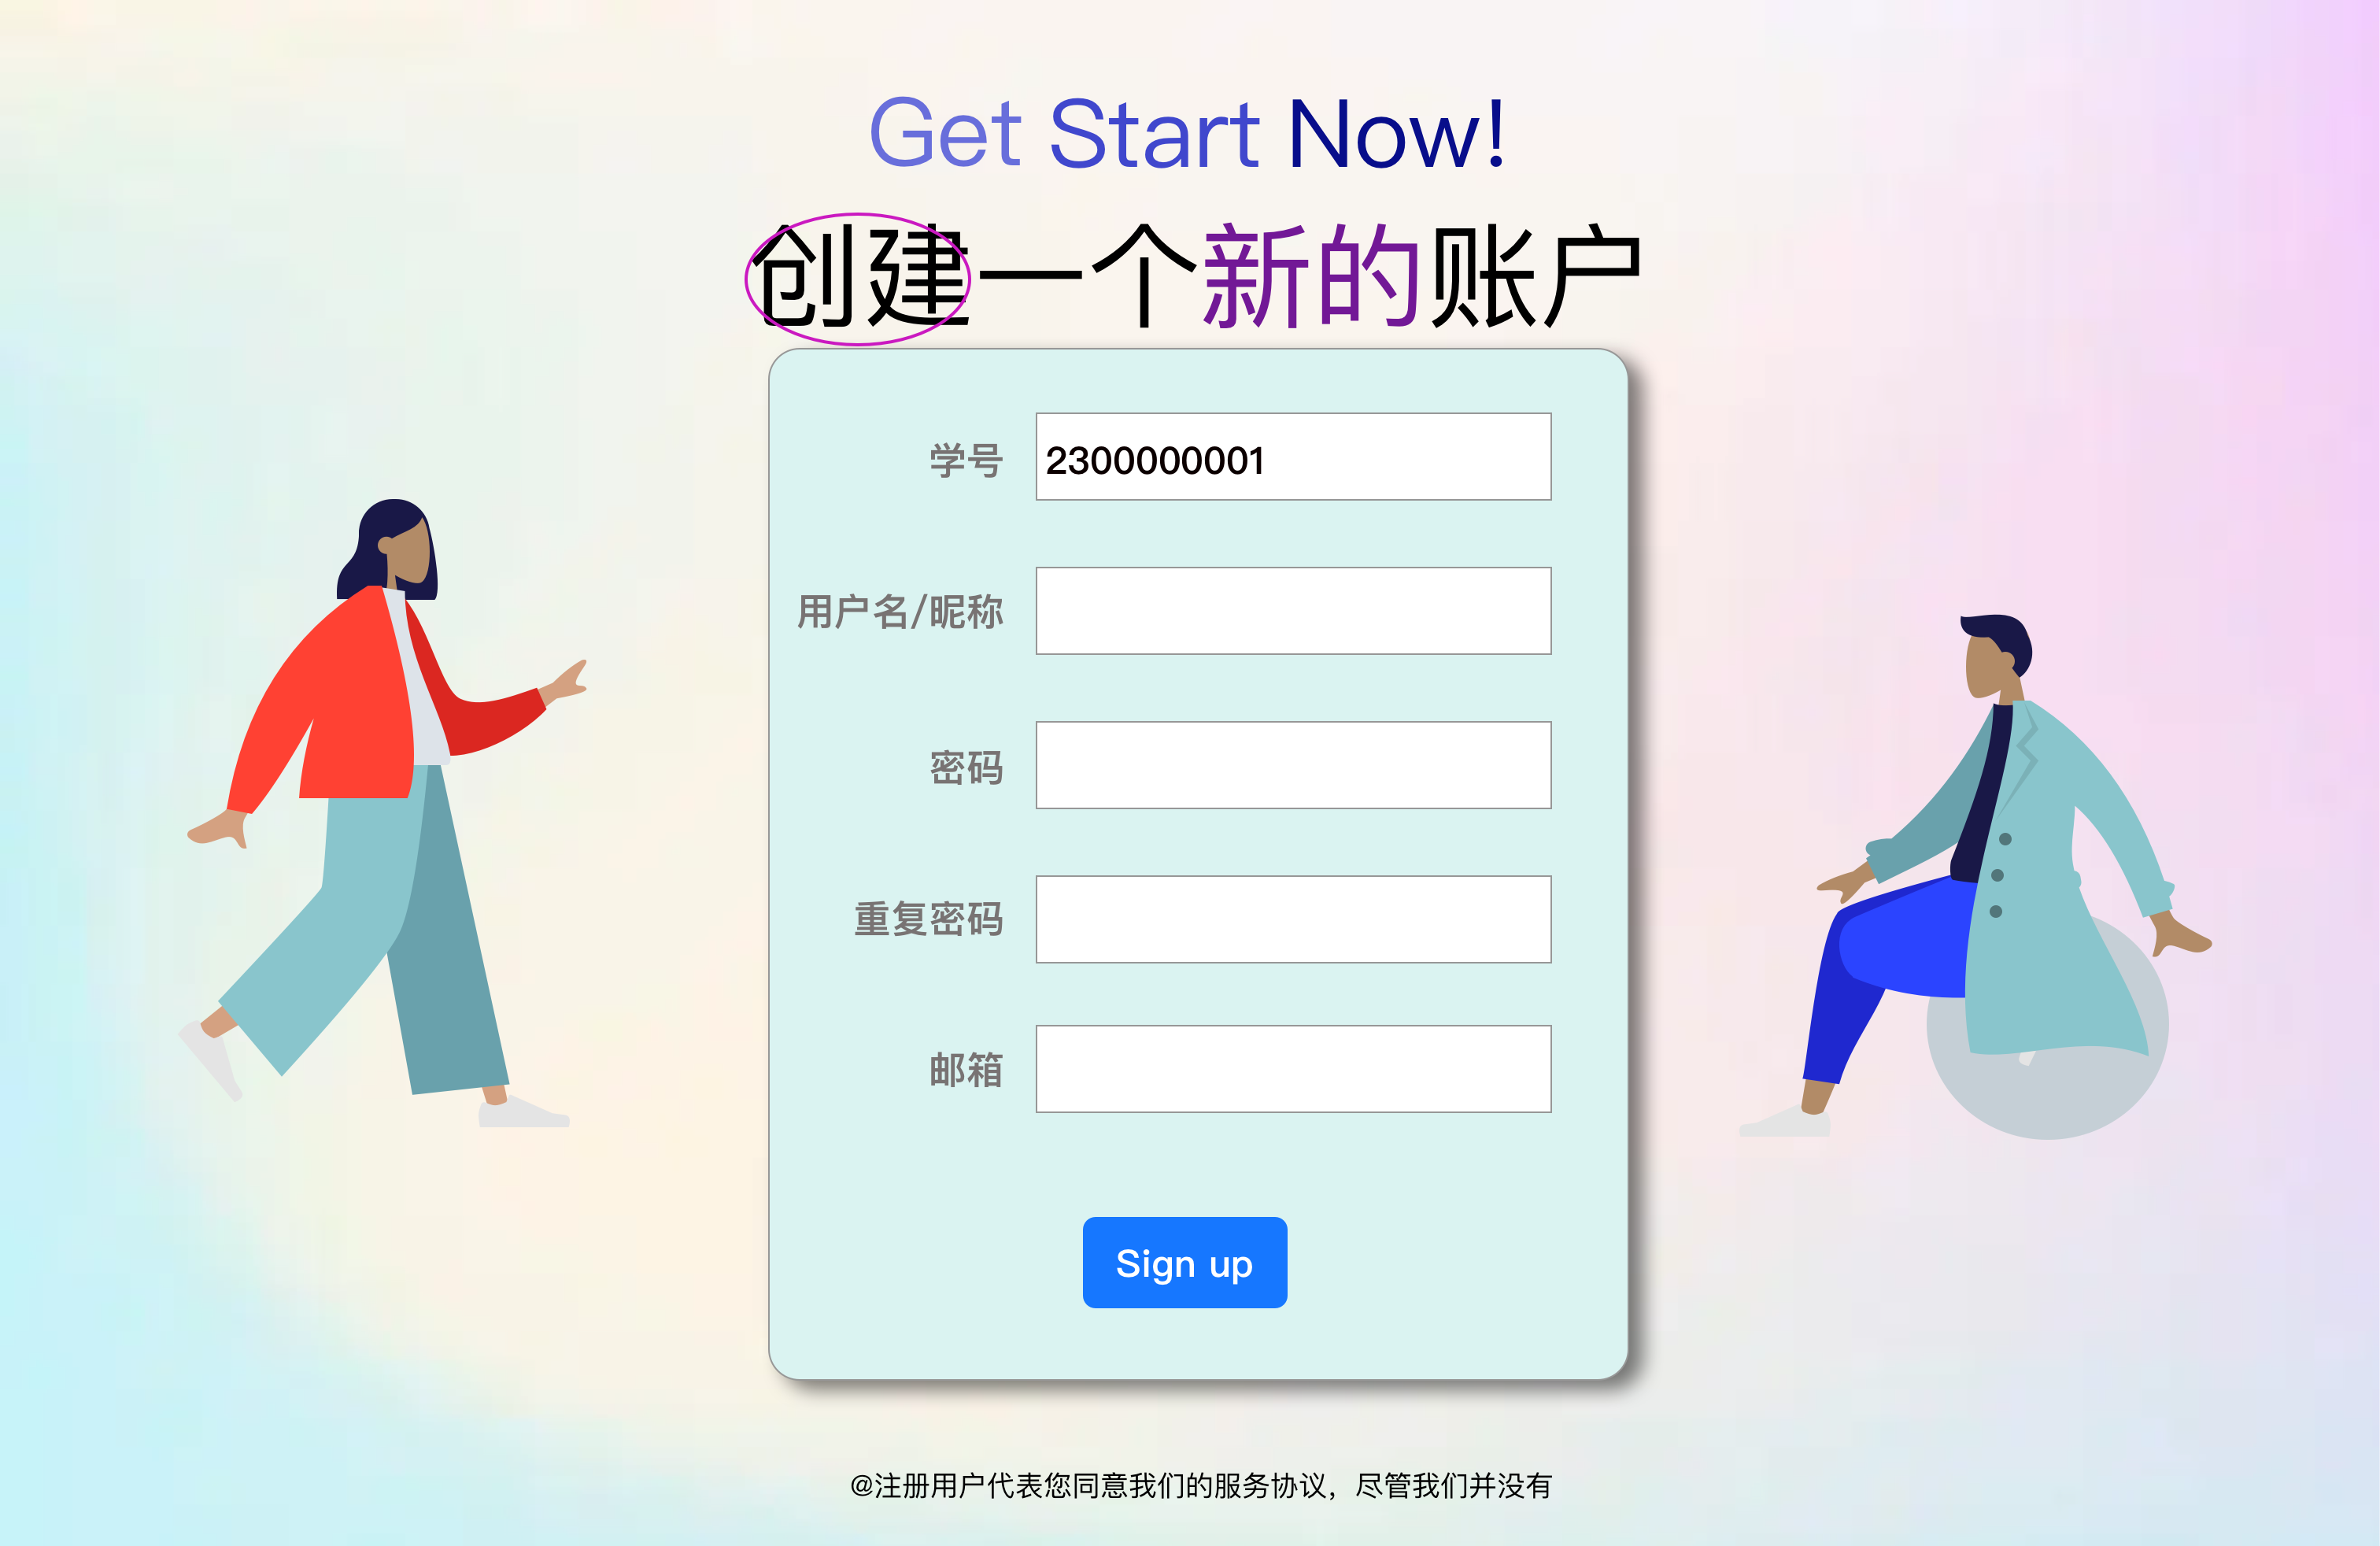 Get Start Now!
创建一个新的账户
学号 2300000001
用户名/昵称
密码
重复密码
邮箱
Sign up
@注册用户代表您同意我们的服务协议，尽管我们并没有